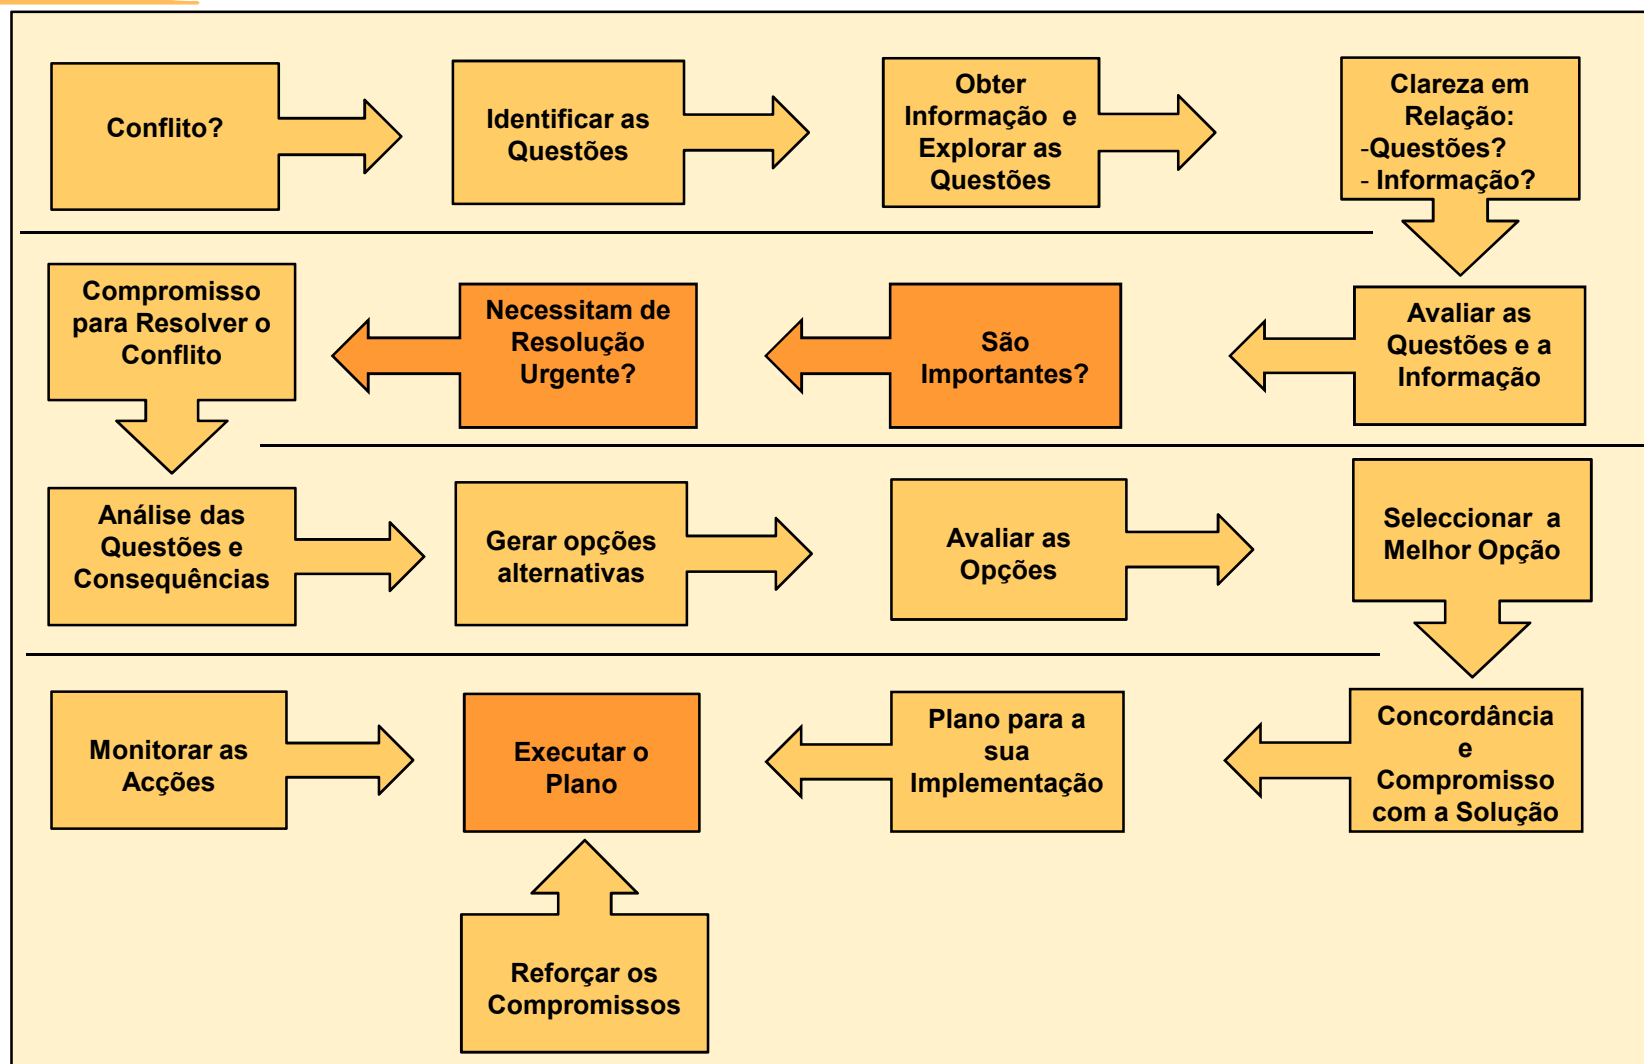 Conflito?
Identificar as
Questões
Obter
Informação e
Explorar as
Questões
Clareza em
Relação:
-Questões?
- Informação?
Compromisso
para Resolver o
Conflito
Necessitam de
Resolução
Urgente?
São
Importantes?
Avaliar as
Questões e a
Informação
Análise das
Questões e
Consequências
Gerar opções
alternativas
Avaliar as
Opções
Seleccionar a
Melhor Opção
Monitorar as
Acções
Executar o
Plano
Plano para a
sua
Implementação
Concordância
e
Compromisso
com a Solução
Reforçar os
Compromissos